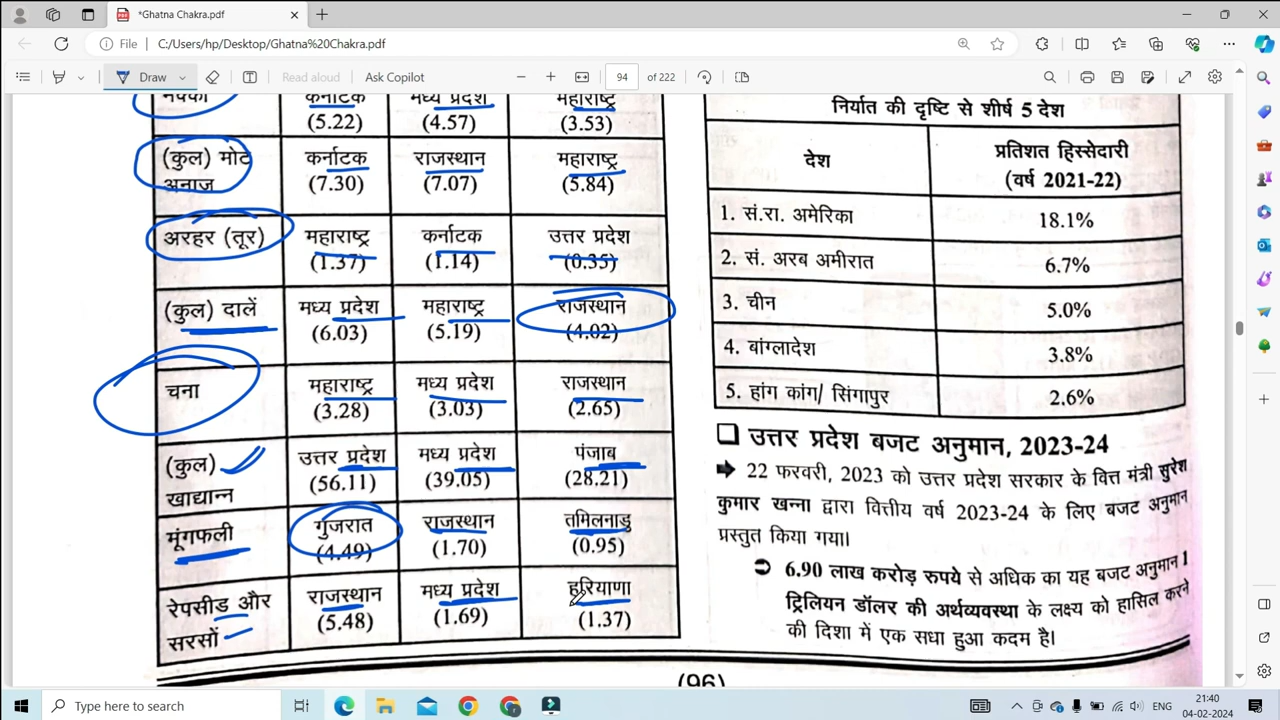 *Ghatna Chakra.pdf
File
C:/Users/hp/Desktop/Ghatna%20Chakra.pdf
Draw
Read aloud
Ask Copilot
94
of 222
मक्का
कर्नाटक
मध्य प्रदेश
महाराष्ट्र
(5.22)
(4.57)
(3.53)
(कुल) मोटे
अनाज
कर्नाटक
(7.30)
राजस्थान
(7.07)
महाराष्ट्र
(5.84)
अरहर (तूर)
महाराष्ट्र
(1.37)
कर्नाटक
(1.14)
उत्तर प्रदेश
(0.35)
(कुल) दालें
मध्य प्रदेश
(6.03)
महाराष्ट्र
(5.19)
राजस्थान
(4.02)
चना
महाराष्ट्र
(3.28)
मध्य प्रदेश
(3.03)
राजस्थान
(2.65)
(कुल)
खाद्यान्न
उत्तर प्रदेश
(56.11)
मध्य प्रदेश
(39.05)
पंजाब
(28.21)
मूंगफली
गुजरात
(4.49)
राजस्थान
(1.70)
तमिलनाडु
(0.95)
रेपसीड और
सरसों
राजस्थान
(5.48)
मध्य प्रदेश
(1.69)
हरियाणा
(1.37)
निर्यात की दृष्टि से शीर्ष 5 देश
देश
प्रतिशत हिस्सेदारी
(वर्ष 2021-22)
1. सं.रा. अमेरिका
18.1%
2. सं. अरब अमीरात
6.7%
3. चीन
5.0%
4. बांग्लादेश
3.8%
5. हांग कांग/ सिंगापुर
2.6%
❑ उत्तर प्रदेश बजट अनुमान, 2023-24
➡ 22 फरवरी, 2023 को उत्तर प्रदेश सरकार के वित्त मंत्री सुरेश
कुमार खन्ना द्वारा वित्तीय वर्ष 2023-24 के लिए बजट अनुमान
प्रस्तुत किया गया।
➲ 6.90 लाख करोड़ रुपये से अधिक का यह बजट अनुमान 1
ट्रिलियन डॉलर की अर्थव्यवस्था के लक्ष्य को हासिल करने
की दिशा में एक सधा हुआ कदम है।
(96)
Type here to search
ENG
21:40
04-02-2024